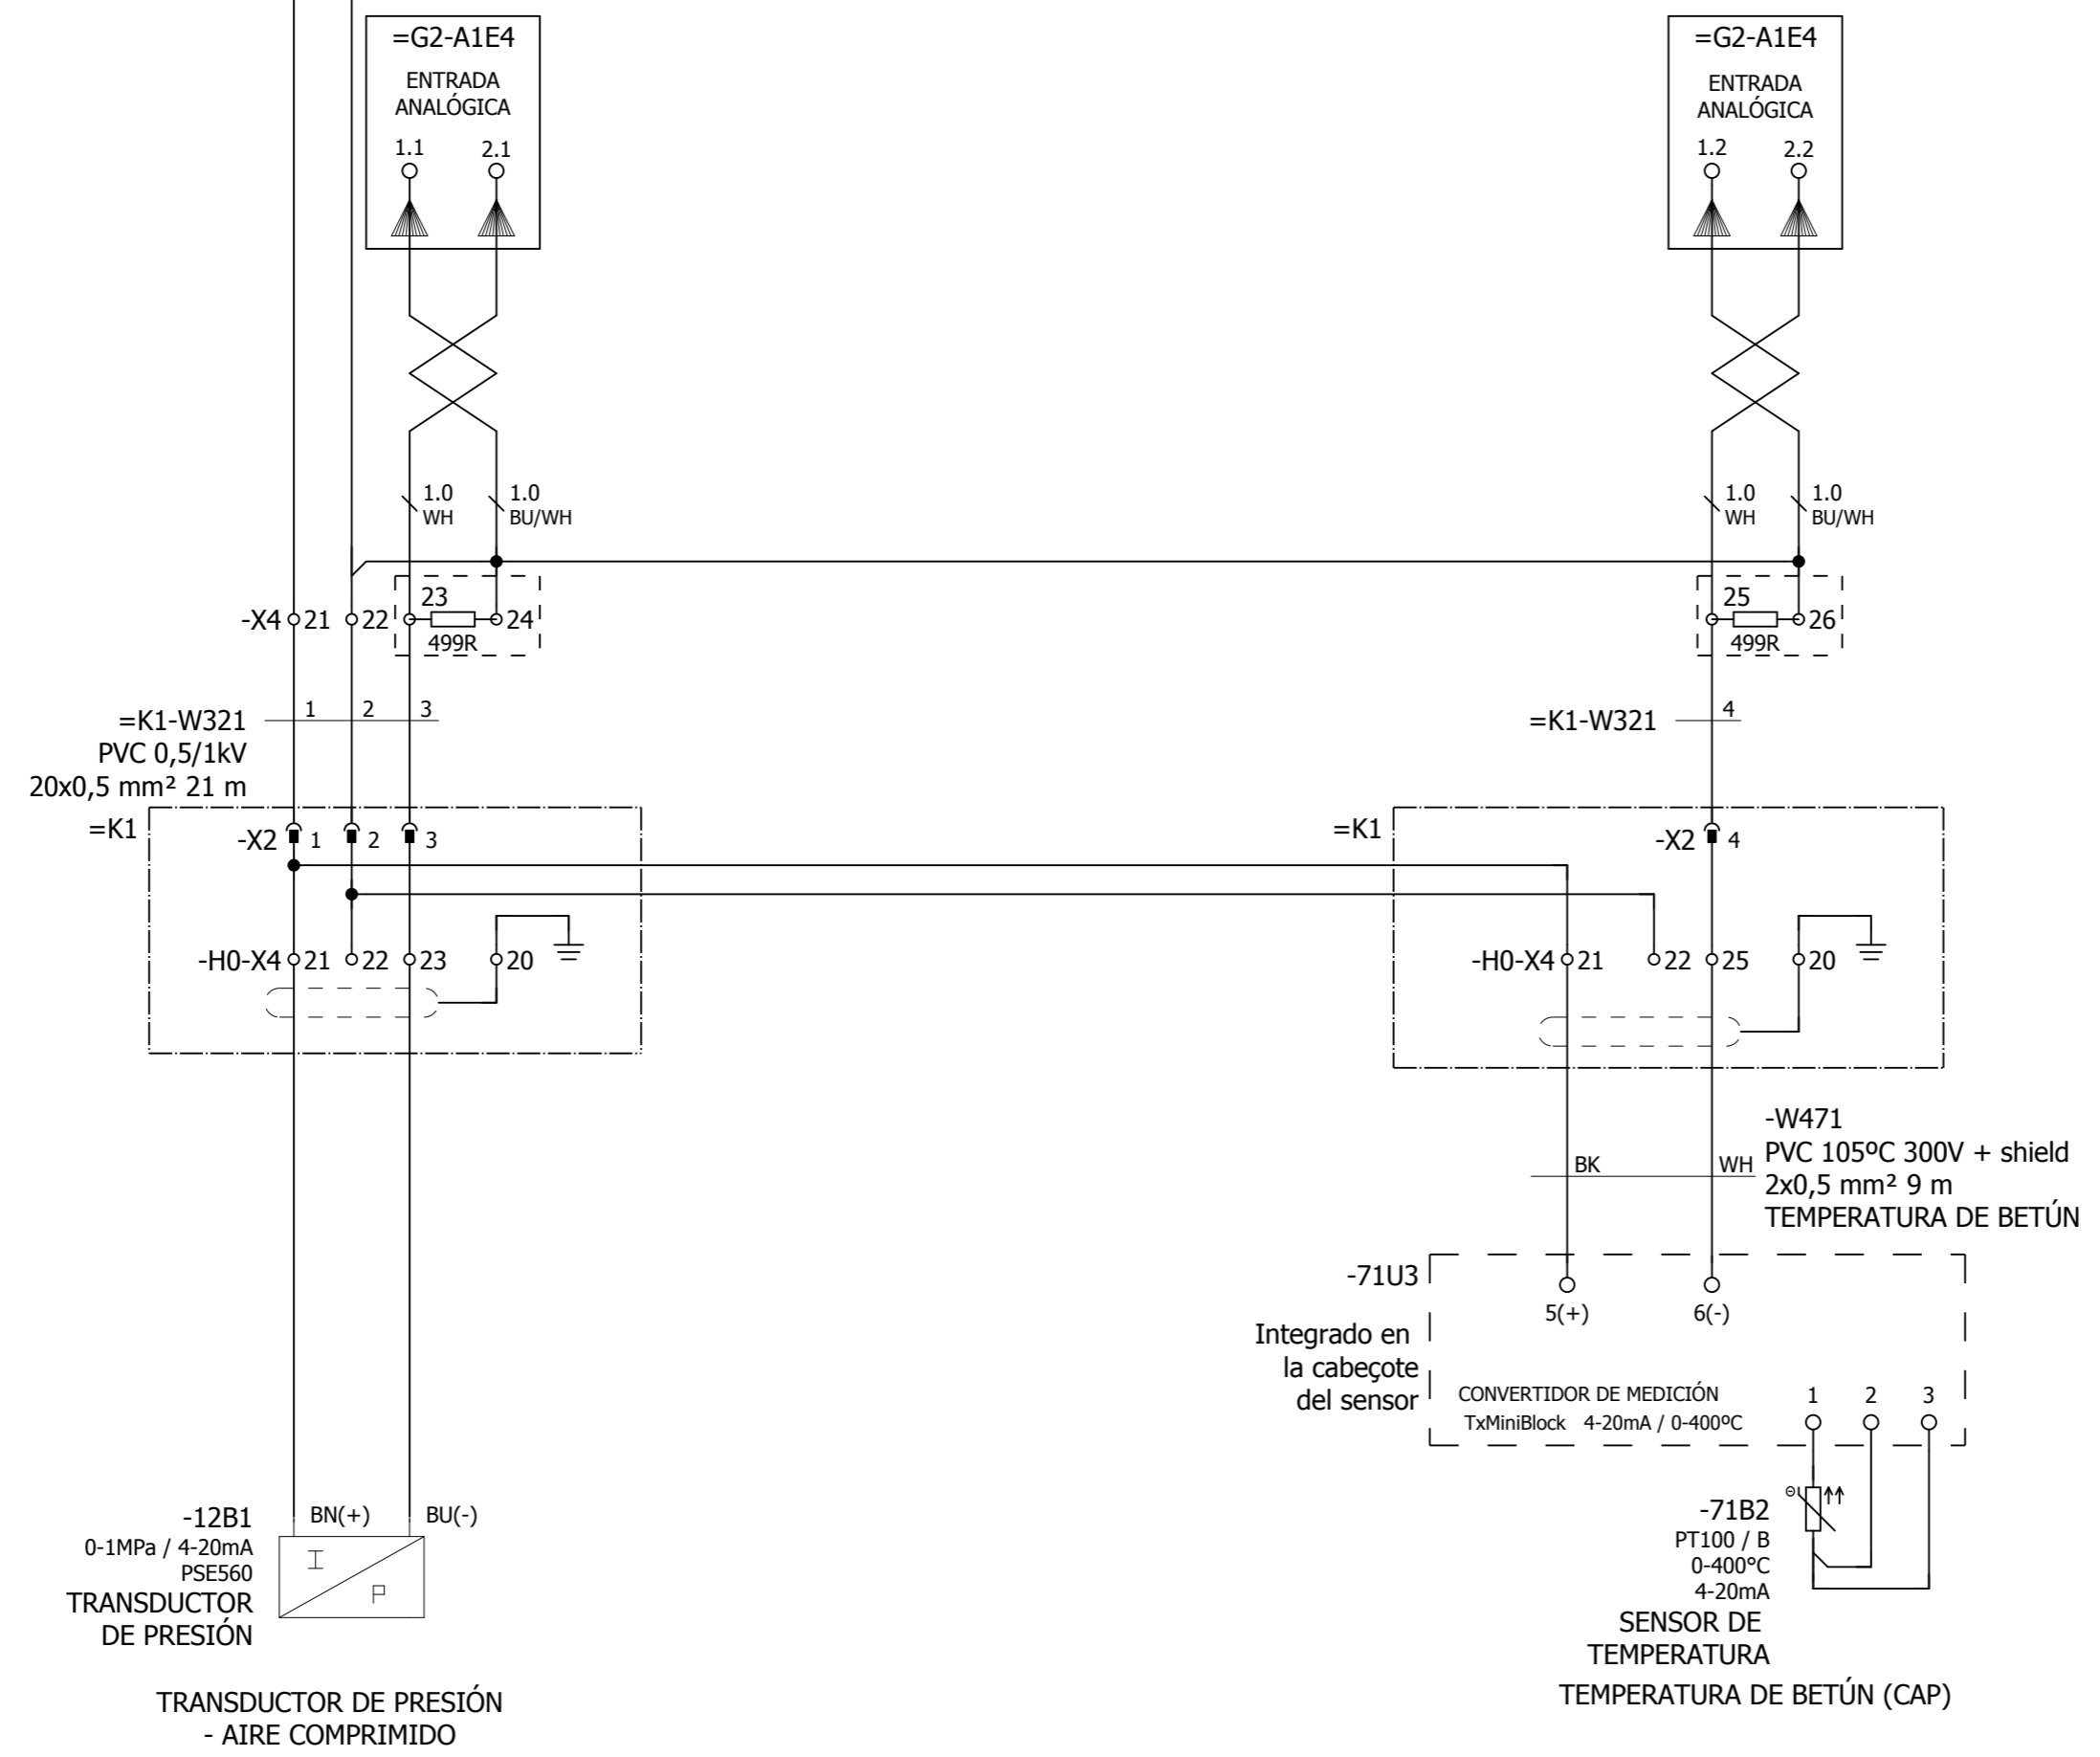 =G2-A1E4
ENTRADA
ANALÓGICA
1.1
2.1
=G2-A1E4
ENTRADA
ANALÓGICA
1.2
2.2
1.0
WH
1.0
BU/WH
1.0
WH
1.0
BU/WH
-X4
21
22
23
24
499R
25
26
499R
=K1-W321
1
2
3
PVC 0,5/1kV
20x0,5 mm² 21 m
=K1-W321
4
=K1
-X2
1
2
3
-H0-X4
21
22
23
20
=K1
-X2
4
-H0-X4
21
22
25
20
-W471
PVC 105ºC 300V + shield
2x0,5 mm² 9 m
TEMPERATURA DE BETÚN
BK
WH
-71U3
5(+)
6(-)
Integrado en
la cabeçote
del sensor
CONVERTIDOR DE MEDICIÓN
TxMiniBlock 4-20mA / 0-400ºC
1
2
3
-12B1
0-1MPa / 4-20mA
PSE560
TRANSDUCTOR
DE PRESIÓN
BN(+)
BU(-)
I
P
-71B2
PT100 / B
0-400°C
4-20mA
SENSOR DE
TEMPERATURA
TRANSDUCTOR DE PRESIÓN
- AIRE COMPRIMIDO
TEMPERATURA DE BETÚN (CAP)